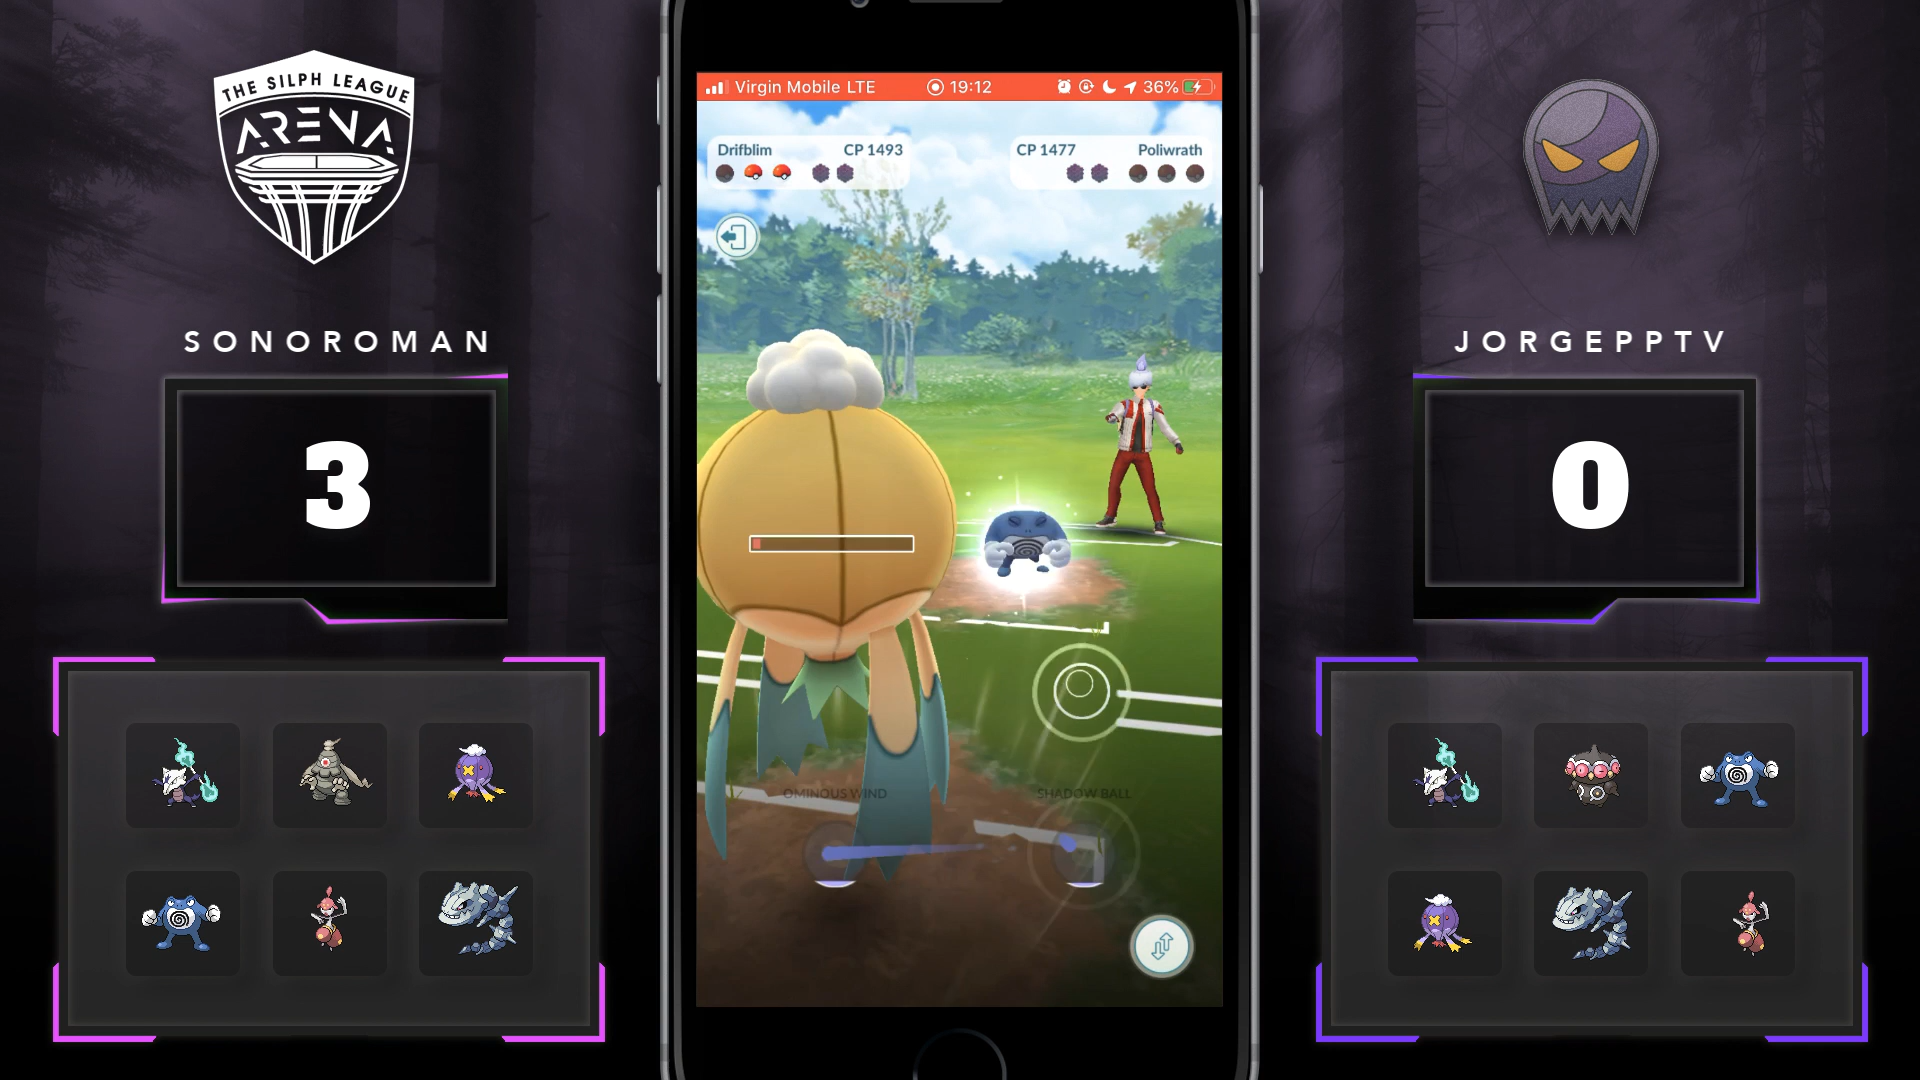 THE SILPH LEAGUE
ARENA
SONOROMAN
3
Virgin Mobile LTE 19:12 36%
Drifblim CP 1493
CP 1477 Poliwrath
OMINOUS WIND
SHADOW BALL
JORGEPPTV
0